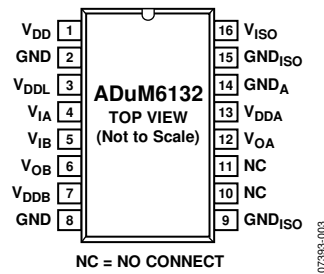 VDD 1 16 VISO
GND 2 15 GNDISO
VDDL 3 14 GNDA
VIA 4 13 VDDA
VIB 5 12 VOA
VOB 6 11 NC
VDDB 7 10 NC
GND 8 9 GNDISO
ADuM6132
TOP VIEW
(Not to Scale)
NC = NO CONNECT
07393-003